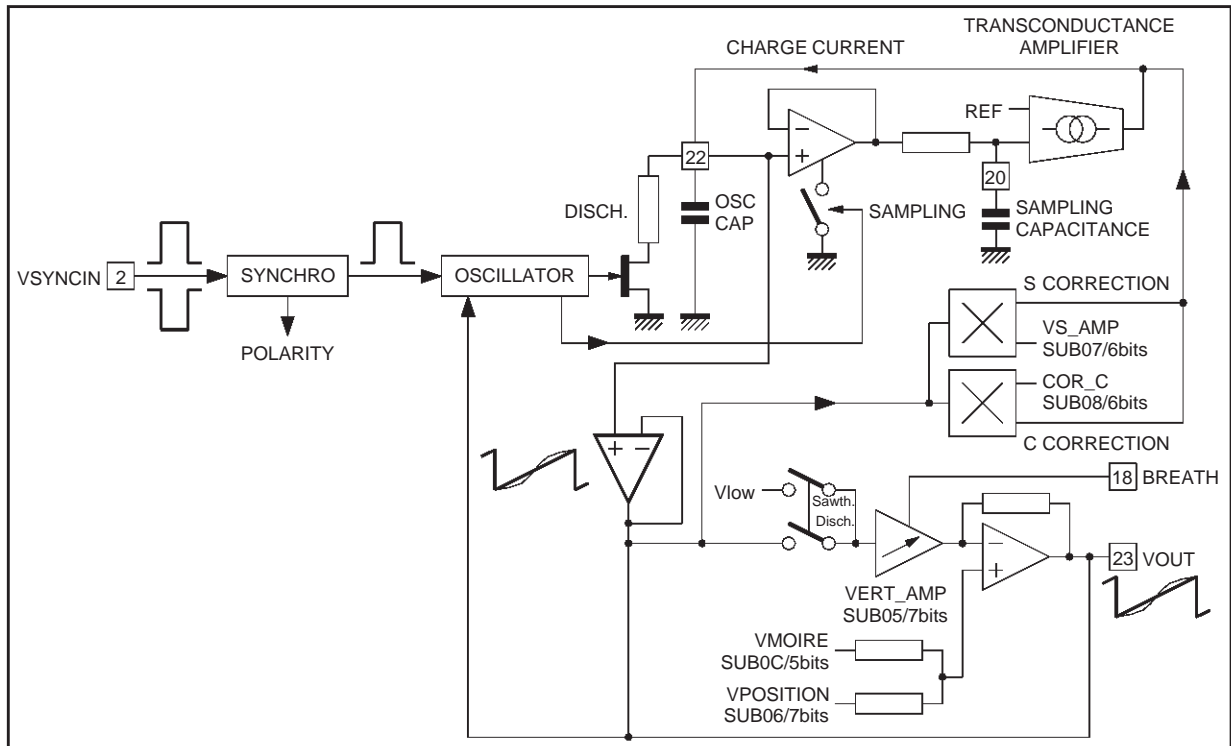 TRANSCONDUCTANCE
AMPLIFIER
CHARGE CURRENT
REF
22
20
DISCH.
OSC
CAP
SAMPLING
SAMPLING
CAPACITANCE
VSYNCIN
2
SYNCHRO
OSCILLATOR
POLARITY
S CORRECTION
VS_AMP
SUB07/6bits
COR_C
SUB08/6bits
C CORRECTION
Vlow
Sawth.
Disch.
18
BREATH
23
VOUT
VERT_AMP
SUB05/7bits
VMOIRE
SUB0C/5bits
VPOSITION
SUB06/7bits